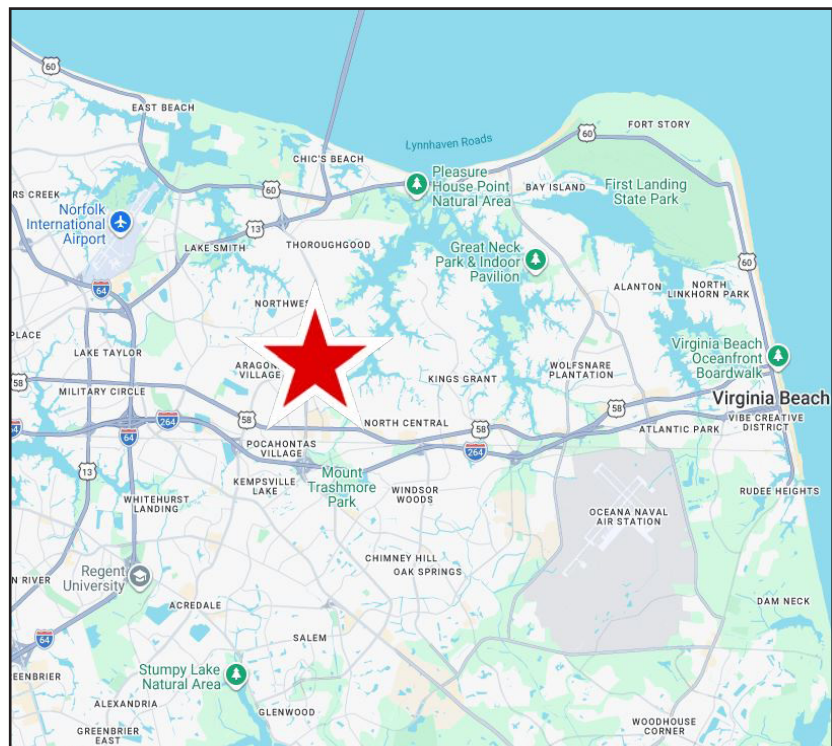 60
EAST BEACH
Lynnhaven Roads
60
FORT STORY
CHIC'S BEACH
Pleasure
House Point
Natural Area
BAY ISLAND
First Landing
State Park
RS CREEK
60
Norfolk
International
Airport
13
LAKE SMITH
THOROUGHGOOD
Great Neck
Park & Indoor
Pavilion
60
ALANTON
NORTH
LINKHORN PARK
64
NORTHWE
PLACE
LAKE TAYLOR
ARAGO
VILLAGE
KINGS GRANT
WOLFSNARE
PLANTATION
Virginia Beach
Oceanfront
Boardwalk
58
MILITARY CIRCLE
58
58
58
Virginia Beach
VIBE CREATIVE
DISTRICT
64
264
64
NORTH CENTRAL
ATLANTIC PARK
POCAHONTAS
VILLAGE
264
13
KEMPSVILLE
LAKE
Mount
Trashmore
Park
WINDSOR
WOODS
WHITEHURST
LANDING
RUDEE HEIGHTS
OCEANA NAVAL
AIR STATION
CHIMNEY HILL
OAK SPRINGS
N RIVER
Regent
University
ACREDALE
DAM NECK
64
SALEM
Stumpy Lake
Natural Area
EENBRIER
ALEXANDRIA
GLENWOOD
GREENBRIER
EAST
WOODHOUSE
CORNER